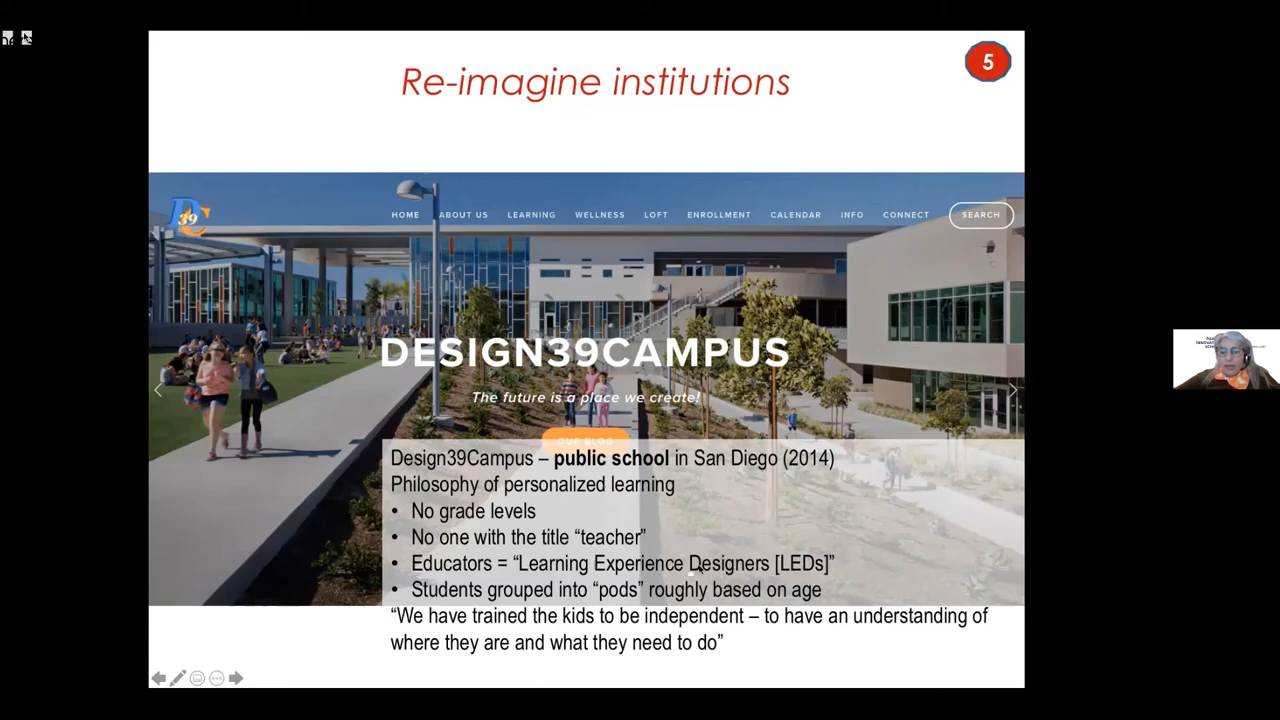 5
Re-imagine institutions
39
HOME ABOUT US LEARNING WELLNESS LOFT ENROLLMENT CALENDAR INFO CONNECT SEARCH
DESIGN39CAMPUS
The future is a place we create!
OUR BLOG
Design39Campus – public school in San Diego (2014)
Philosophy of personalized learning
• No grade levels
• No one with the title “teacher”
• Educators = “Learning Experience Designers [LEDs]”
• Students grouped into “pods” roughly based on age
“We have trained the kids to be independent – to have an understanding of
where they are and what they need to do”